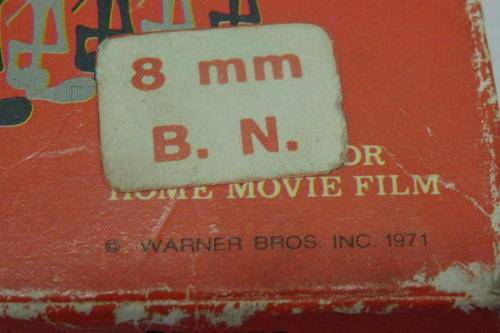 8 mm
B. N.
OR
HOME MOVIE FILM
© WARNER BROS. INC. 1971